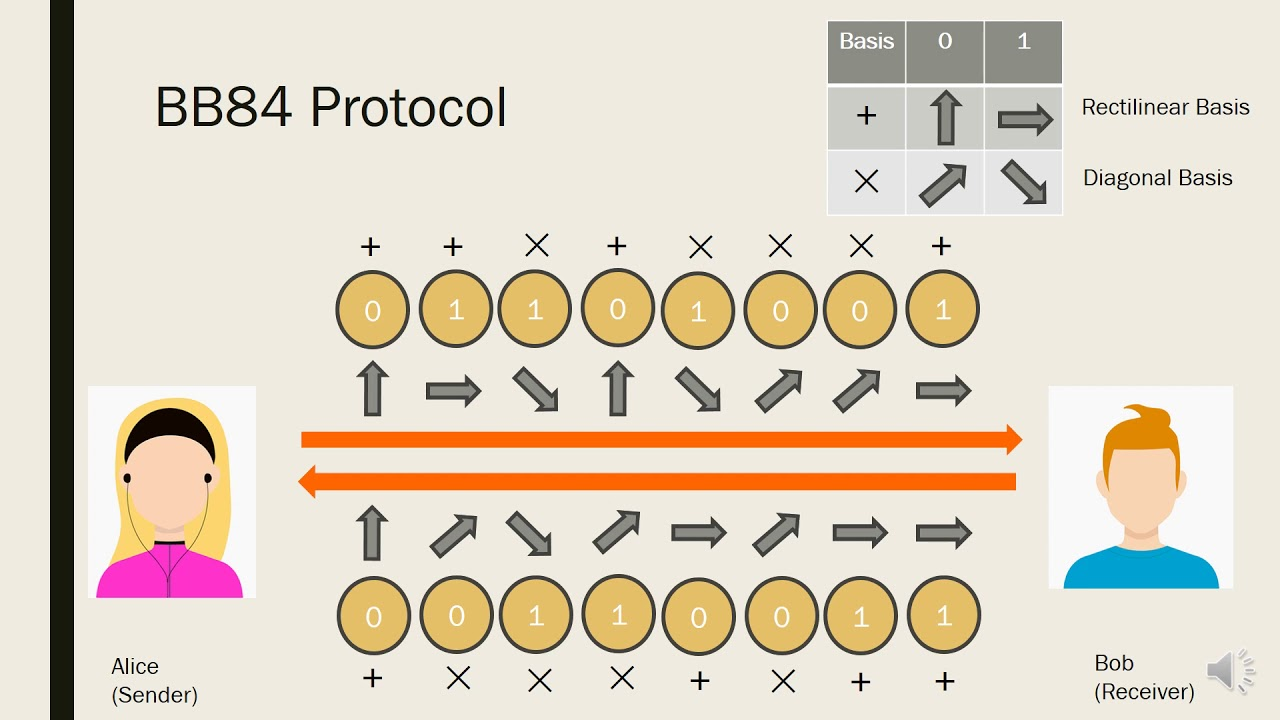 BB84 Protocol
Basis 0 1
+ Rectilinear Basis
× Diagonal Basis
+ + × + × × × +
0 1 1 0 1 0 0 1
0 0 1 1 0 0 1 1
+ × × × + × + +
Alice
(Sender)
Bob
(Receiver)